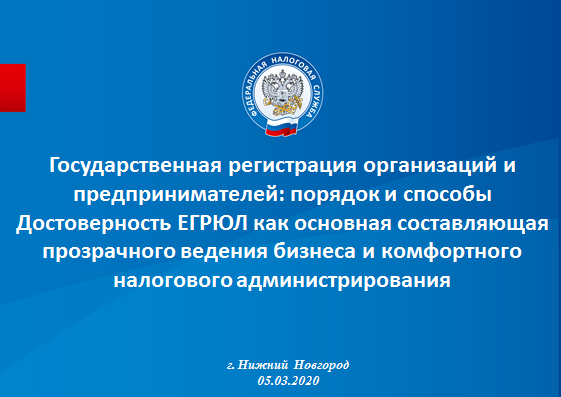 ФЕДЕРАЛЬНАЯ НАЛОГОВАЯ СЛУЖБА
Государственная регистрация организаций и
предпринимателей: порядок и способы
Достоверность ЕГРЮЛ как основная составляющая
прозрачного ведения бизнеса и комфортного
налогового администрирования
г. Нижний Новгород
05.03.2020